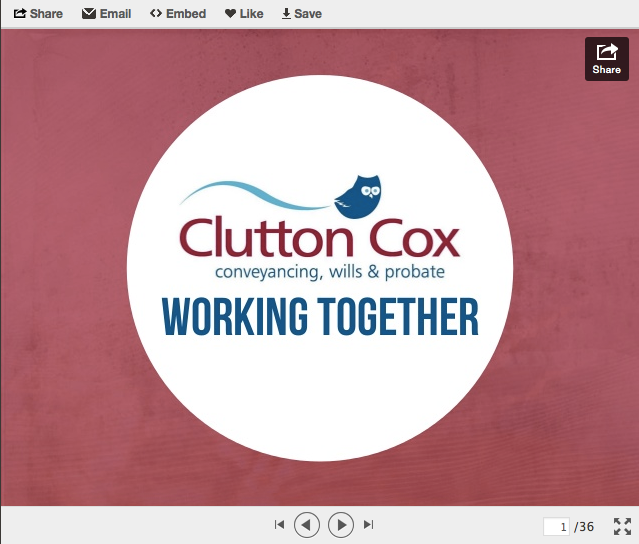 Share Email Embed Like Save
Share
Clutton Cox
conveyancing, wills & probate
WORKING TOGETHER
1 /36